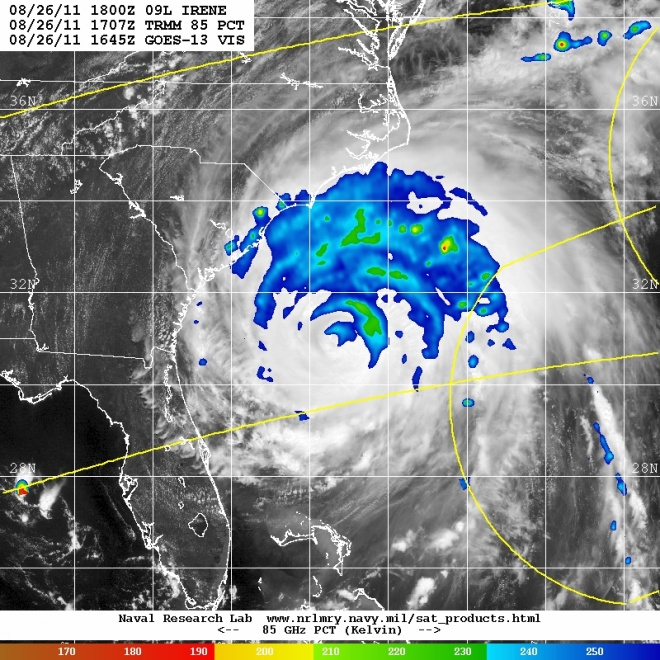 08/26/11 1800Z 09L IRENE
08/26/11 1707Z TRMM 85 PCT
08/26/11 1645Z GOES-13 VIS
36N
36N
32N
32N
28N
28N
Naval Research Lab www.nrlmry.navy.mil/sat_products.html
<-- 85 GHz PCT (Kelvin) -->
170 180 190 200 210 220 230 240 250